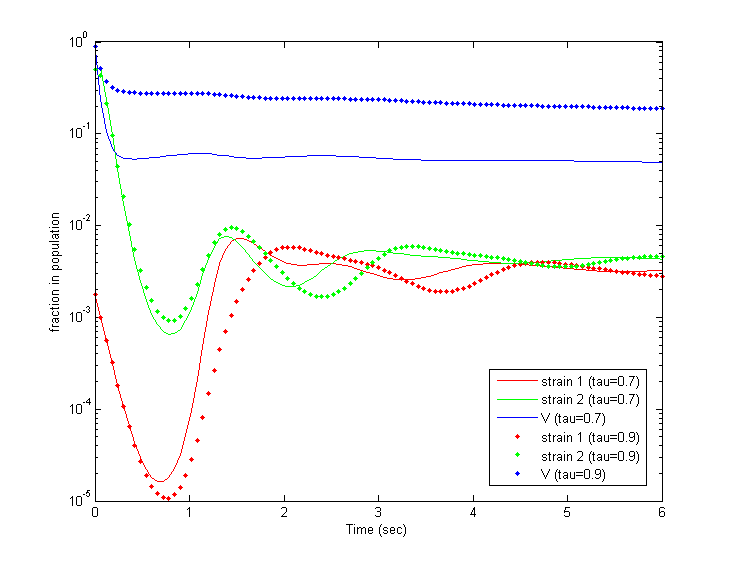 10^0
10^-1
10^-2
10^-3
10^-4
10^-5
fraction in population
0 1 2 3 4 5 6
Time (sec)
strain 1 (tau=0.7)
strain 2 (tau=0.7)
V (tau=0.7)
strain 1 (tau=0.9)
strain 2 (tau=0.9)
V (tau=0.9)